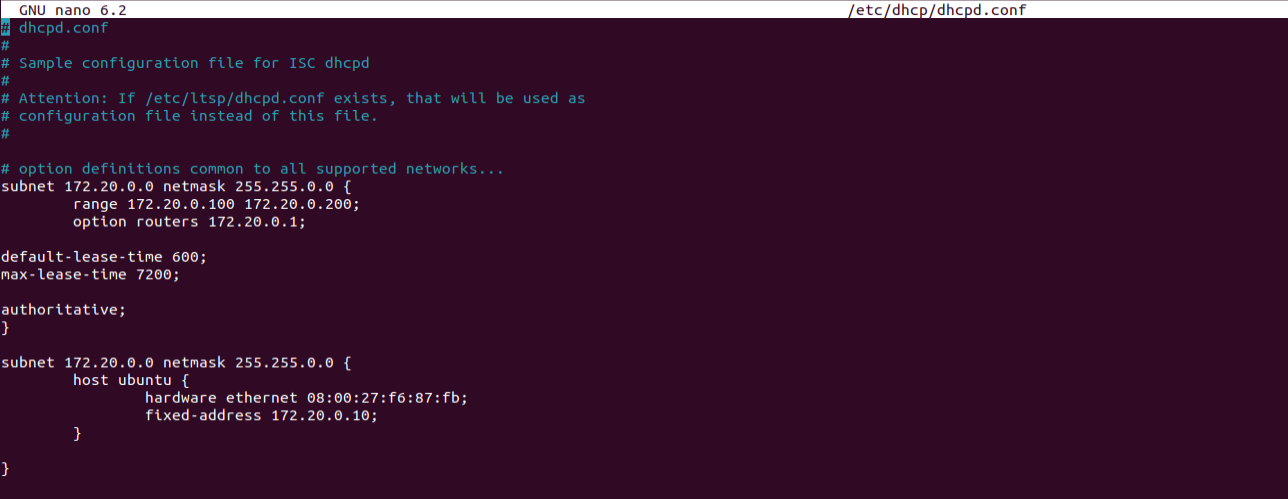 GNU nano 6.2 /etc/dhcp/dhcpd.conf
# dhcpd.conf
#
# Sample configuration file for ISC dhcpd
#
# Attention: If /etc/ltsp/dhcpd.conf exists, that will be used as
# configuration file instead of this file.
#
# option definitions common to all supported networks...
subnet 172.20.0.0 netmask 255.255.0.0 {
        range 172.20.0.100 172.20.0.200;
        option routers 172.20.0.1;
default-lease-time 600;
max-lease-time 7200;
authoritative;
}
subnet 172.20.0.0 netmask 255.255.0.0 {
        host ubuntu {
                hardware ethernet 08:00:27:f6:87:fb;
                fixed-address 172.20.0.10;
        }
}